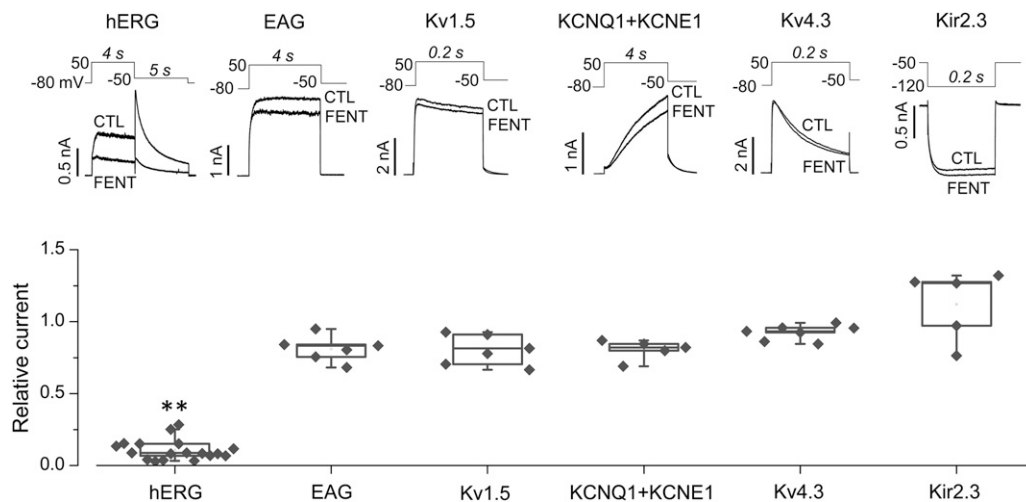 hERG EAG Kv1.5 KCNQ1+KCNE1 Kv4.3 Kir2.3
50 4 s -80 mV -50 5 s
50 4 s -80 -50
50 0.2 s -80 -50
50 4 s -80 -50
50 0.2 s -80 -50
-50 -120 0.2 s
0.5 nA FENT
1 nA CTL FENT
2 nA CTL FENT
1 nA CTL FENT
2 nA CTL FENT
0.5 nA CTL FENT
CTL
Relative current
1.5
1.0
0.5
0.0
**
hERG EAG Kv1.5 KCNQ1+KCNE1 Kv4.3 Kir2.3